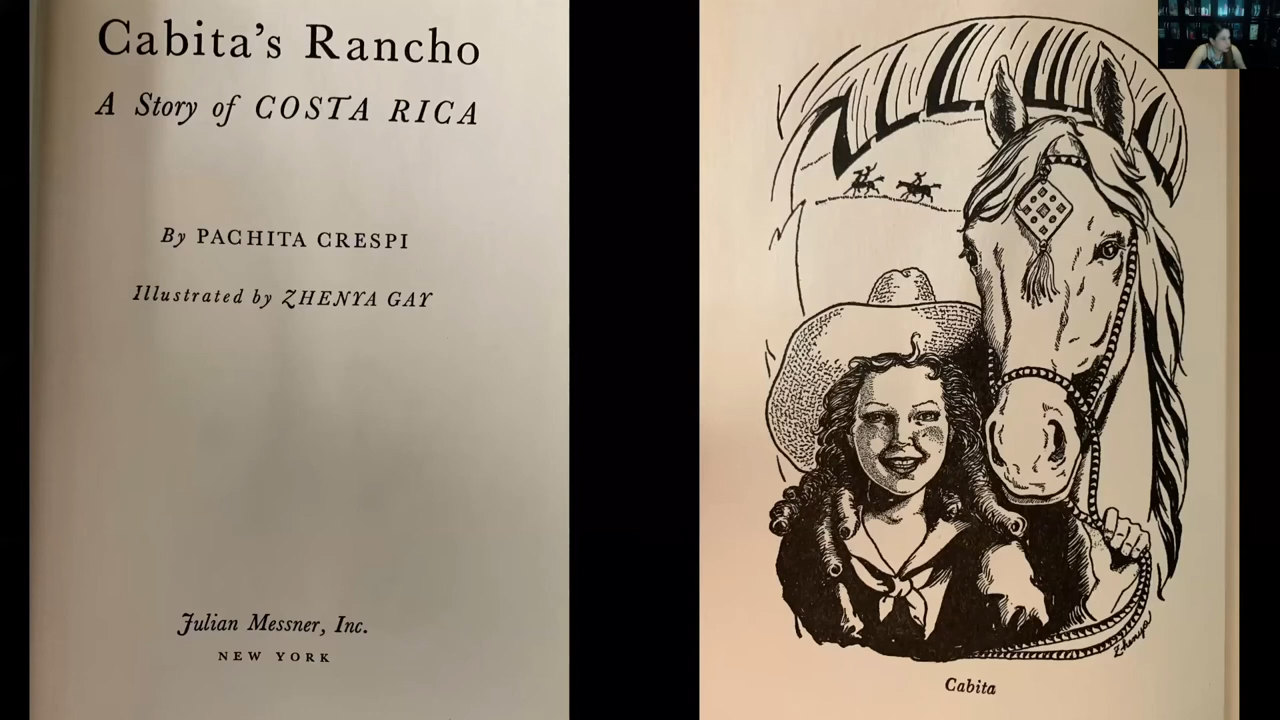 Cabita's Rancho
A Story of COSTA RICA
By PACHITA CRESPI
Illustrated by ZHENYA GAY
Julian Messner, Inc.
NEW YORK
Zhenya
Cabita